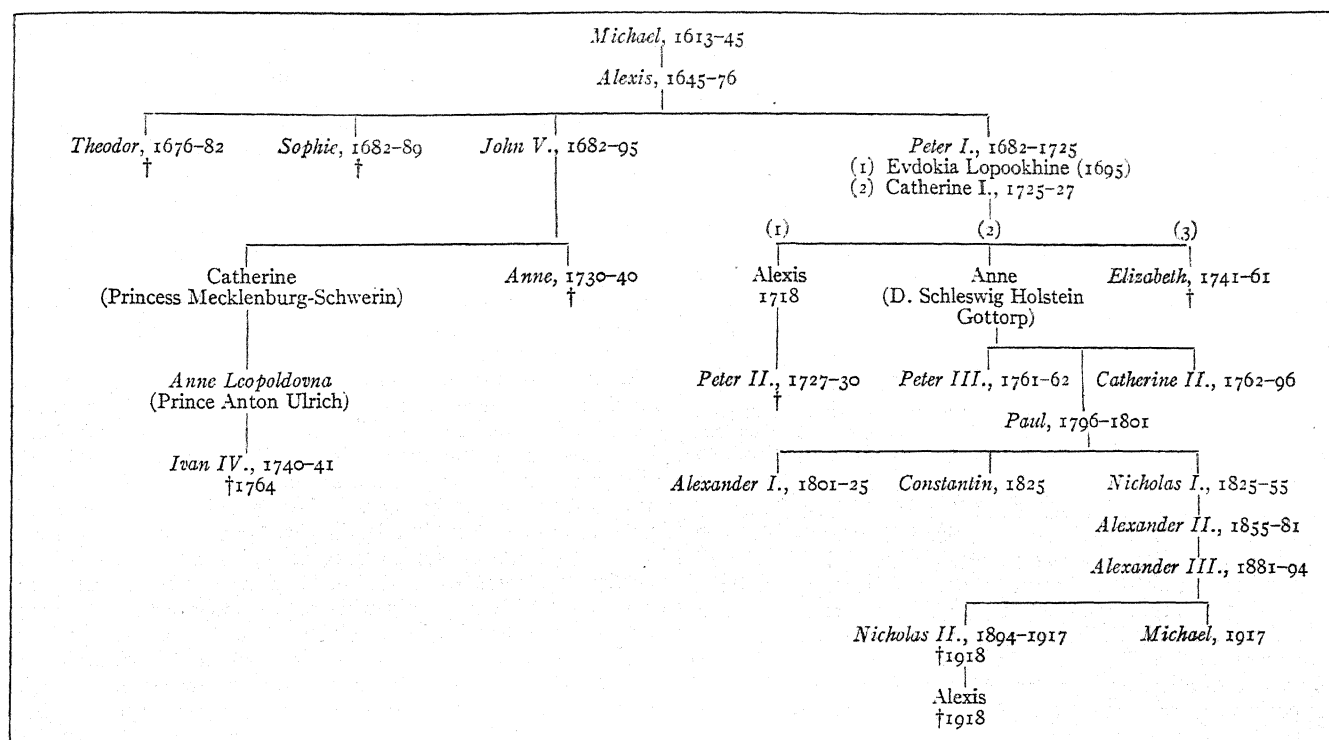 Michael, 1613–45
Alexis, 1645–76
Theodor, 1676–82
†
Sophie, 1682–89
†
John V., 1682–95
Peter I., 1682–1725
(1) Evdokia Lopookhine (1695)
(2) Catherine I., 1725–27
(1)
(2)
(3)
Catherine
(Princess Mecklenburg-Schwerin)
Anne, 1730–40
†
Alexis
1718
Anne
(D. Schleswig Holstein
Gottorp)
Elizabeth, 1741–61
†
Anne Leopoldovna
(Prince Anton Ulrich)
Peter II., 1727–30
†
Peter III., 1761–62
Catherine II., 1762–96
Paul, 1796–1801
Ivan IV., 1740–41
†1764
Alexander I., 1801–25
Constantin, 1825
Nicholas I., 1825–55
Alexander II., 1855–81
Alexander III., 1881–94
Nicholas II., 1894–1917
†1918
Michael, 1917
Alexis
†1918